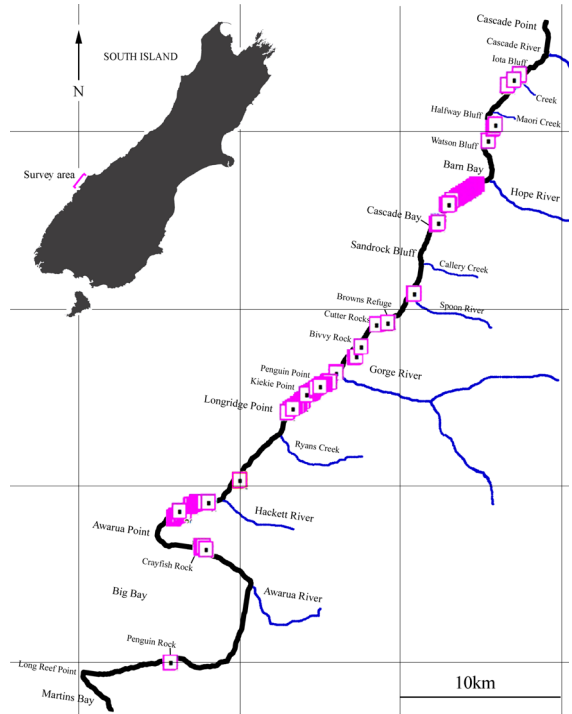 Cascade Point
Cascade River
SOUTH ISLAND
Iota Bluff
N
Creek
Halfway Bluff
Maori Creek
Watson Bluff
Survey area
Barn Bay
Hope River
Cascade Bay
Sandrock Bluff
Callery Creek
Browns Refuge
Spoon River
Cutter Rocks
Bivvy Rock
Penguin Point
Gorge River
Kiekie Point
Longridge Point
Ryans Creek
Hackett River
Awarua Point
Crayfish Rock
Big Bay
Awarua River
Penguin Rock
Long Reef Point
10km
Martins Bay